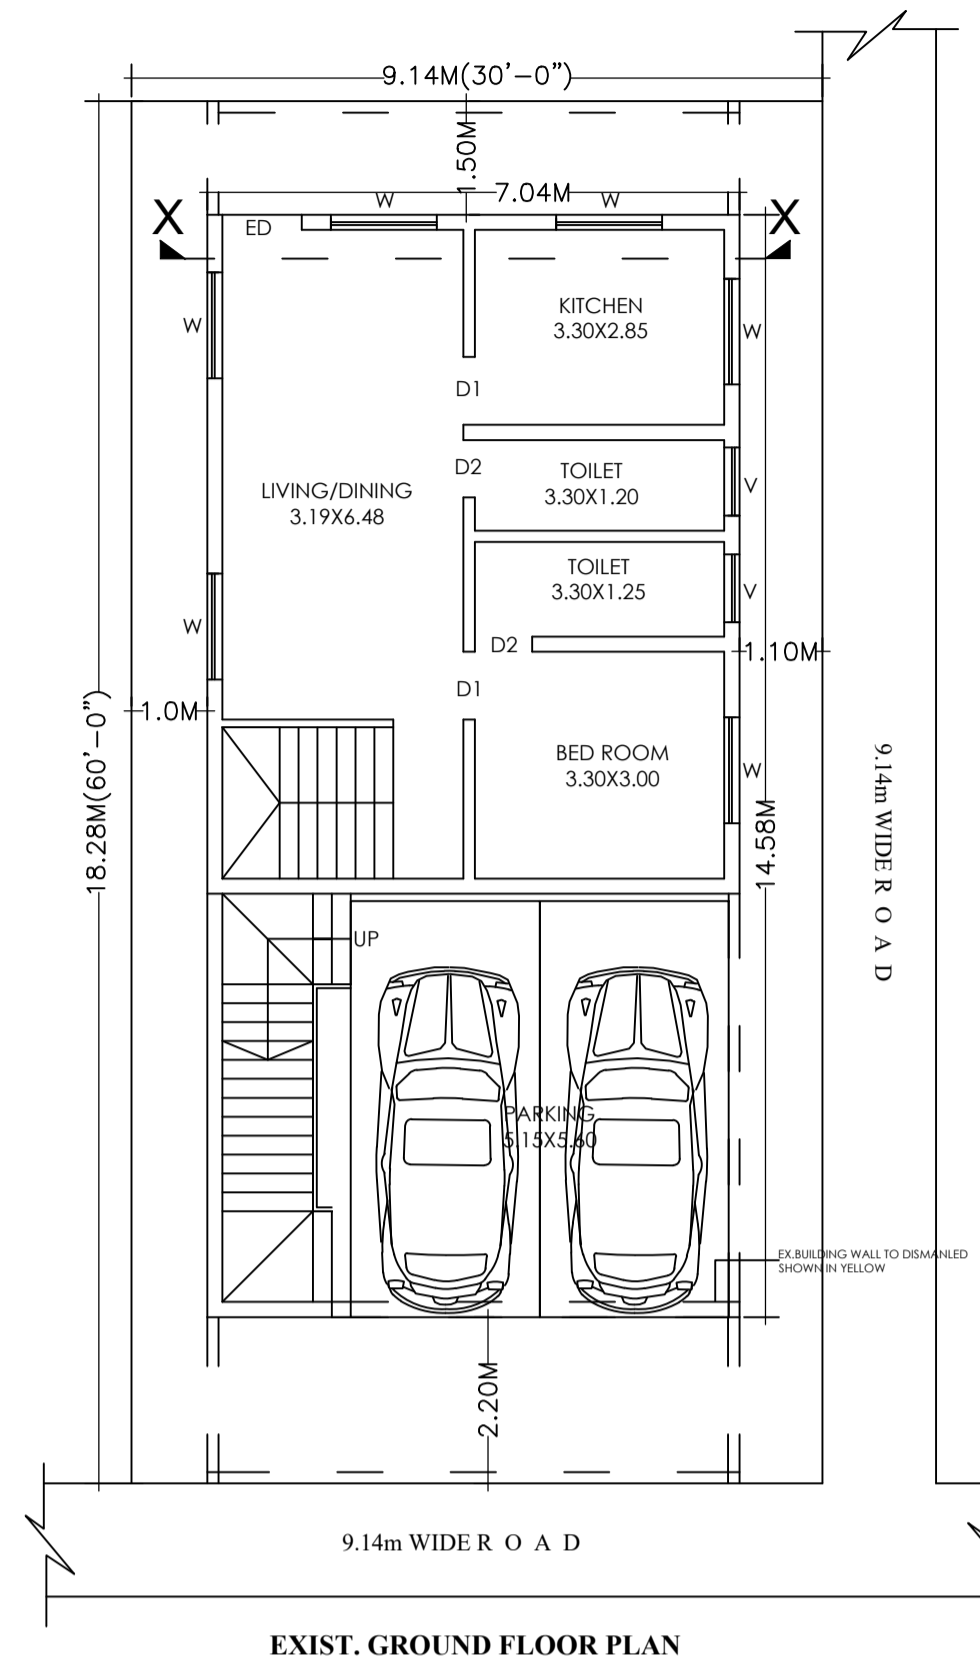 9.14M(30'-0")
1.50M
7.04M
W
W
X
X
ED
KITCHEN
3.30X2.85
W
W
D1
D2
TOILET
3.30X1.20
V
LIVING/DINING
3.19X6.48
TOILET
3.30X1.25
V
W
D2
1.10M
D1
1.0M
18.28M(60'-0")
BED ROOM
3.30X3.00
W
14.58M
9.14m WIDE R O A D
UP
PARKING
5.15X5.60
EX.BUILDING WALL TO DISMANLED
SHOWN IN YELLOW
2.20M
9.14m WIDE R O A D
EXIST. GROUND FLOOR PLAN